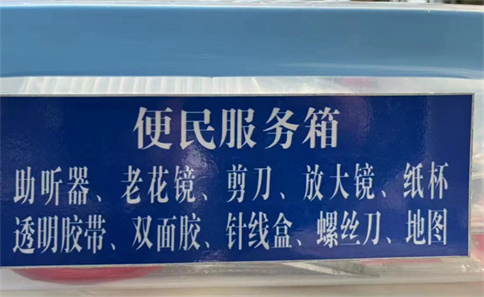 便民服务箱
助听器、老花镜、剪刀、放大镜、纸杯
透明胶带、双面胶、针线盒、螺丝刀、地图